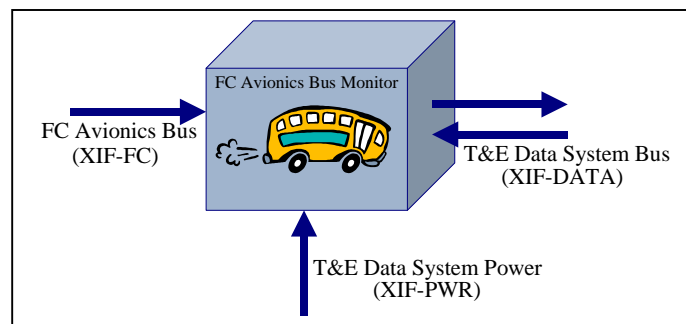 FC Avionics Bus Monitor
FC Avionics Bus
(XIF-FC)
T&E Data System Bus
(XIF-DATA)
T&E Data System Power
(XIF-PWR)